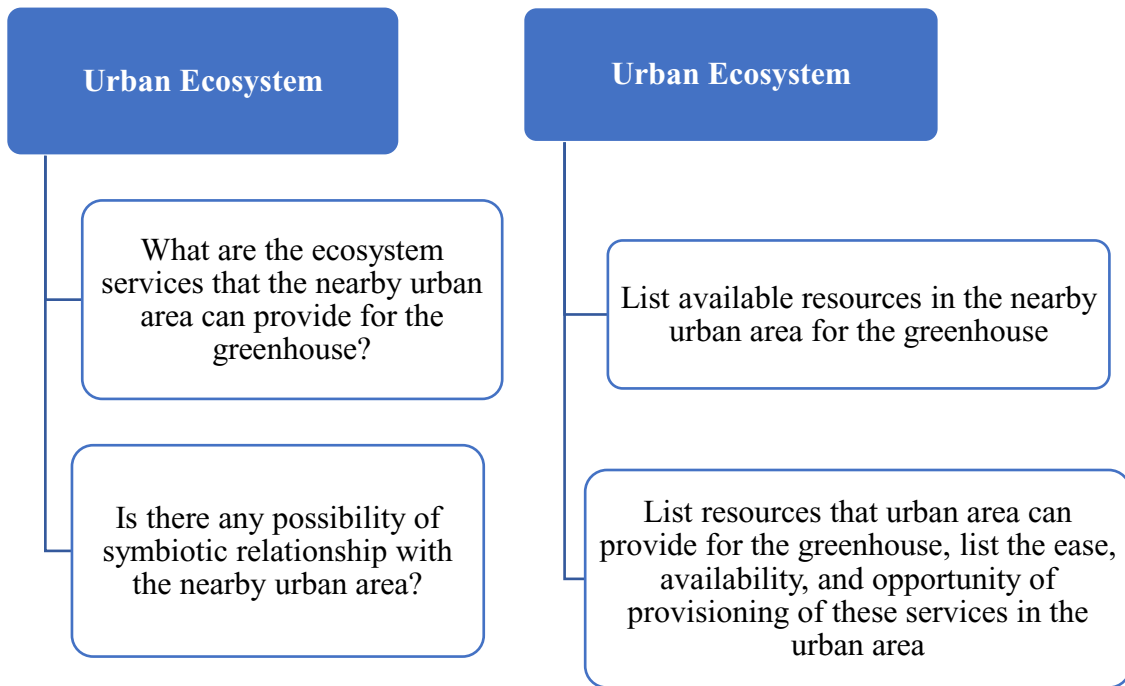 Urban Ecosystem
What are the ecosystem
services that the nearby urban
area can provide for the
greenhouse?
Is there any possibility of
symbiotic relationship with
the nearby urban area?
Urban Ecosystem
List available resources in the nearby
urban area for the greenhouse
List resources that urban area can
provide for the greenhouse, list the ease,
availability, and opportunity of
provisioning of these services in the
urban area